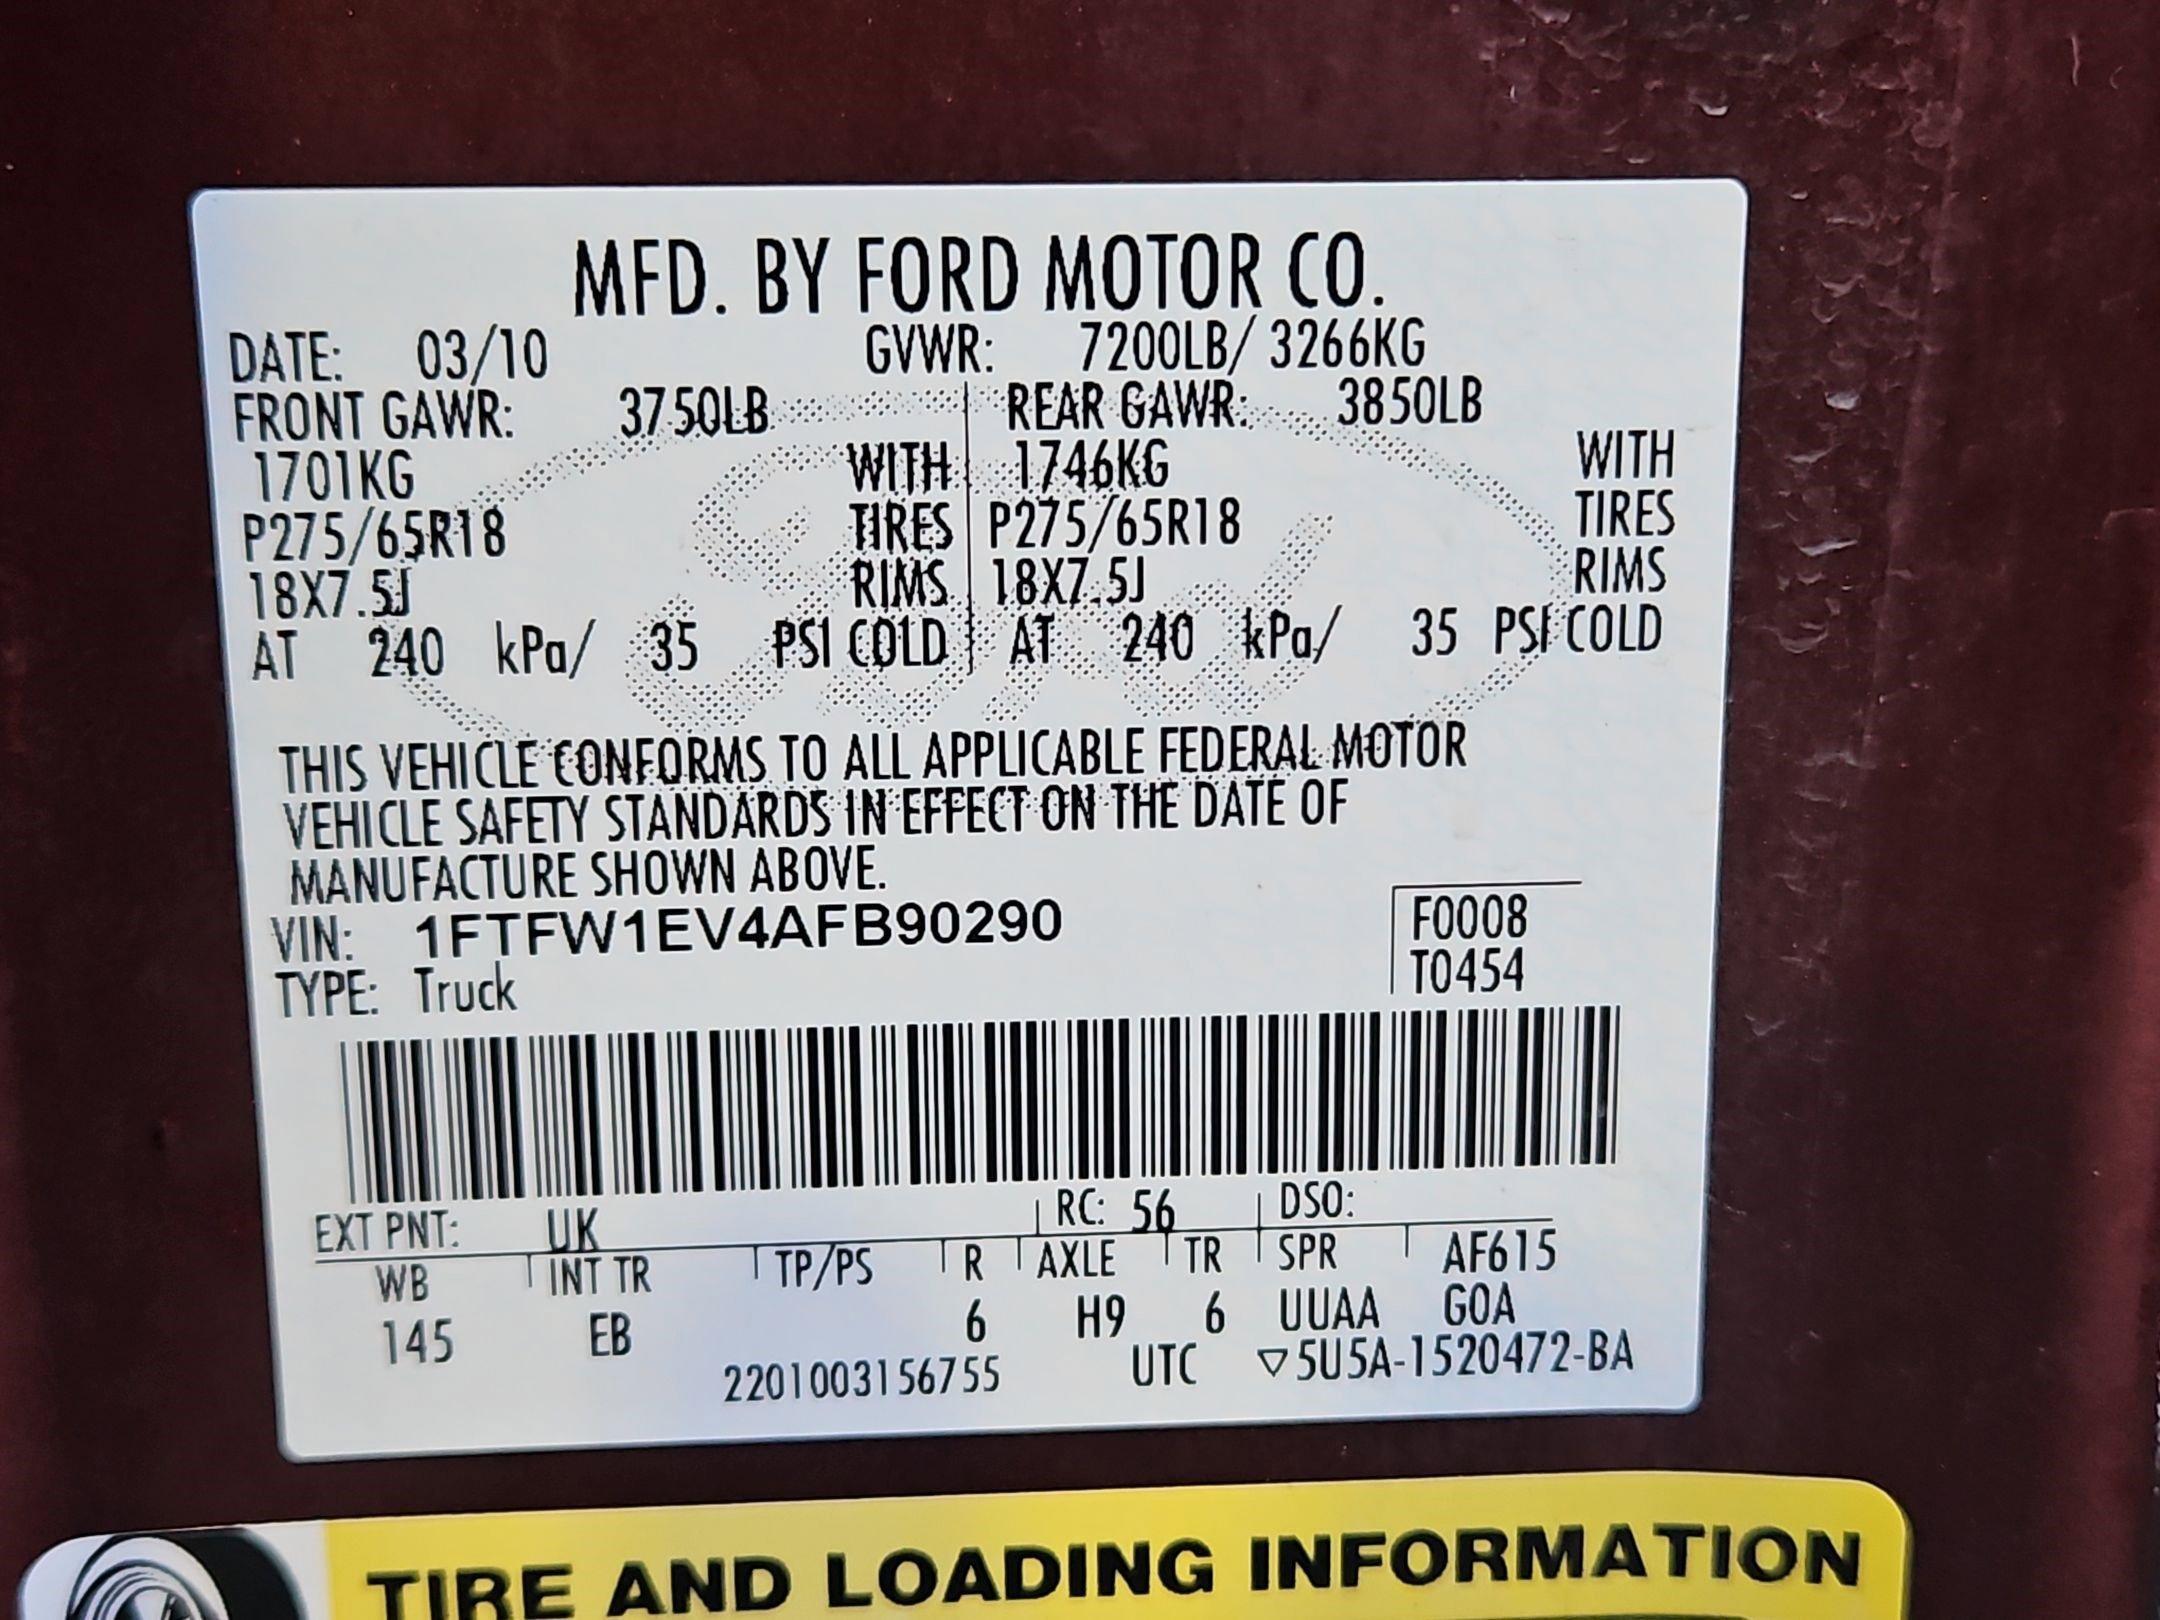 MFD. BY FORD MOTOR CO.
DATE: 03/10 GVWR: 7200LB/ 3266KG
FRONT GAWR: 3750LB REAR GAWR: 3850LB
1701KG WITH 1746KG WITH
P275/65R18 TIRES P275/65R18 TIRES
18X7.5J RIMS 18X7.5J RIMS
AT 240 kPa/ 35 PSI COLD AT 240 kPa/ 35 PSI COLD
THIS VEHICLE CONFORMS TO ALL APPLICABLE FEDERAL MOTOR
VEHICLE SAFETY STANDARDS IN EFFECT ON THE DATE OF
MANUFACTURE SHOWN ABOVE.
VIN: 1FTFW1EV4AFB90290 F0008
TYPE: Truck T0454
EXT PNT: UK RC: 56 DSO:
WB INT TR TP/PS R AXLE TR SPR AF615
145 EB 6 H9 6 UUAA GOA
2201003156755 UTC ▽5U5A-1520472-BA
TIRE AND LOADING INFORMATION